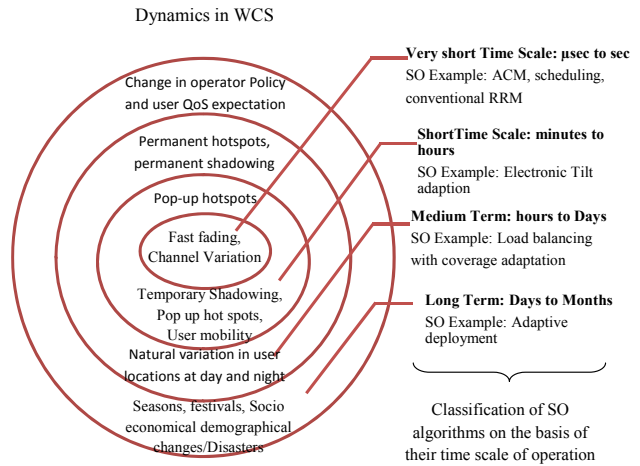 Dynamics in WCS
Change in operator Policy
and user QoS expectation
Permanent hotspots,
permanent shadowing
Pop-up hotspots
Fast fading,
Channel Variation
Temporary Shadowing,
Pop up hot spots,
User mobility
Natural variation in user
locations at day and night
Seasons, festivals, Socio
economical demographical
changes/Disasters
Very short Time Scale: µsec to sec
SO Example: ACM, scheduling,
conventional RRM
ShortTime Scale: minutes to
hours
SO Example: Electronic Tilt
adaption
Medium Term: hours to Days
SO Example: Load balancing
with coverage adaptation
Long Term: Days to Months
SO Example: Adaptive
deployment
Classification of SO
algorithms on the basis of
their time scale of operation